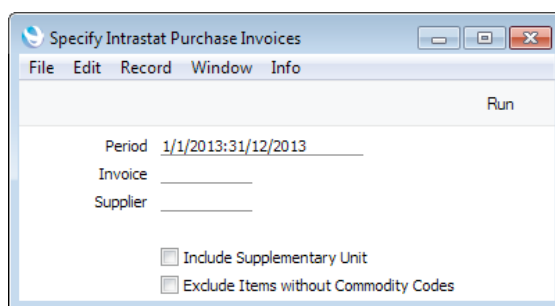 Specify Intrastat Purchase Invoices
File Edit Record Window Info
Run
Period 1/1/2013:31/12/2013
Invoice
Supplier
Include Supplementary Unit
Exclude Items without Commodity Codes